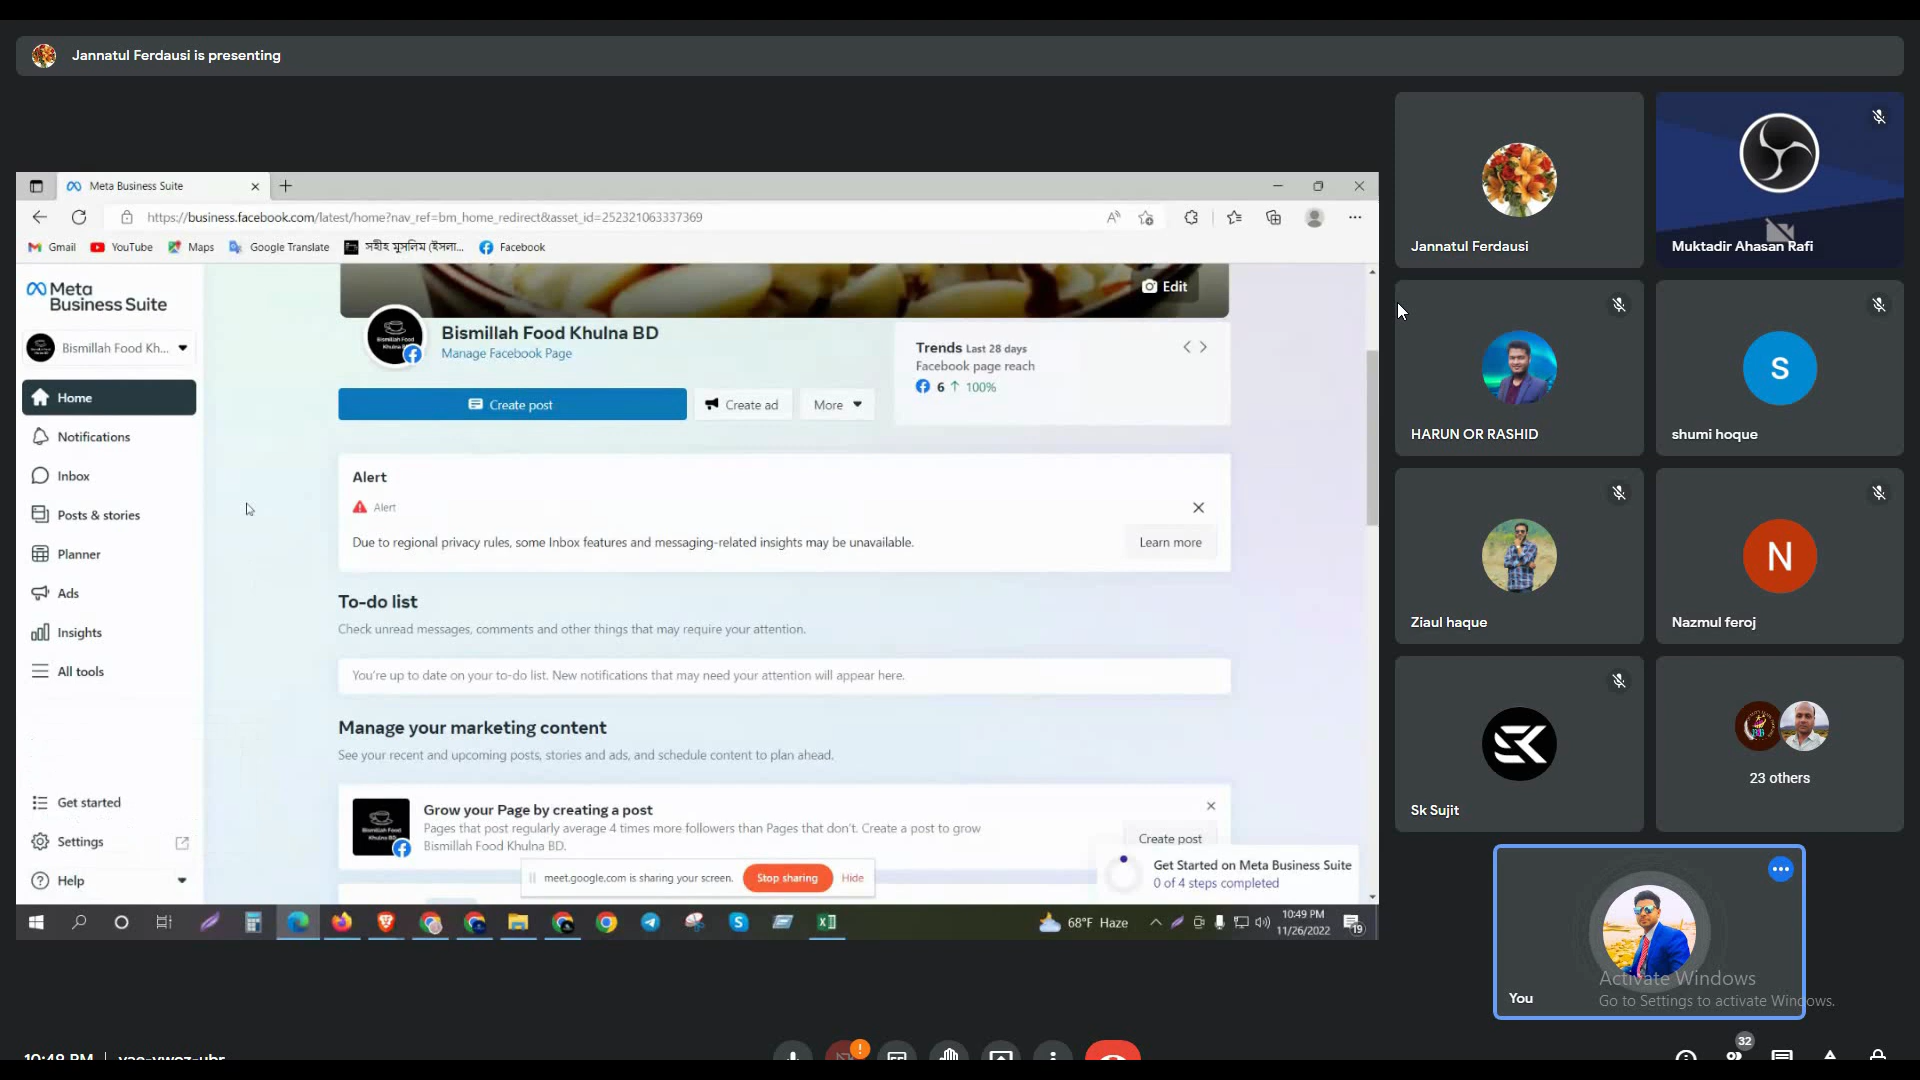 Jannatul Ferdausi is presenting
Meta Business Suite
https://business.facebook.com/latest/home?nav_ref=bm_home_redirect&asset_id=252321063337369
Gmail YouTube Maps Google Translate সহীহ মুসলিম (ইসলা... Facebook
Meta
Business Suite
Bismillah Food Kh...
Home
Notifications
Inbox
Posts & stories
Planner
Ads
Insights
All tools
Get started
Settings
Help
Edit
Bismillah Food Khulna BD
Manage Facebook Page
Create post
Create ad
More
Trends Last 28 days
Facebook page reach
6 ↑ 100%
Alert
Alert
Due to regional privacy rules, some Inbox features and messaging-related insights may be unavailable.
Learn more
To-do list
Check unread messages, comments and other things that may require your attention.
You're up to date on your to-do list. New notifications that may need your attention will appear here.
Manage your marketing content
See your recent and upcoming posts, stories and ads, and schedule content to plan ahead.
Grow your Page by creating a post
Pages that post regularly average 4 times more followers than Pages that don't. Create a post to grow
Bismillah Food Khulna BD.
Create post
meet.google.com is sharing your screen.
Stop sharing
Hide
Get Started on Meta Business Suite
0 of 4 steps completed
68°F Haze
10:49 PM
11/26/2022
19
Jannatul Ferdausi
Muktadir Ahasan Rafi
HARUN OR RASHID
S
shumi hoque
Ziaul haque
N
Nazmul feroj
SK
Sk Sujit
23 others
You
Activate Windows
Go to Settings to activate Windows.
32